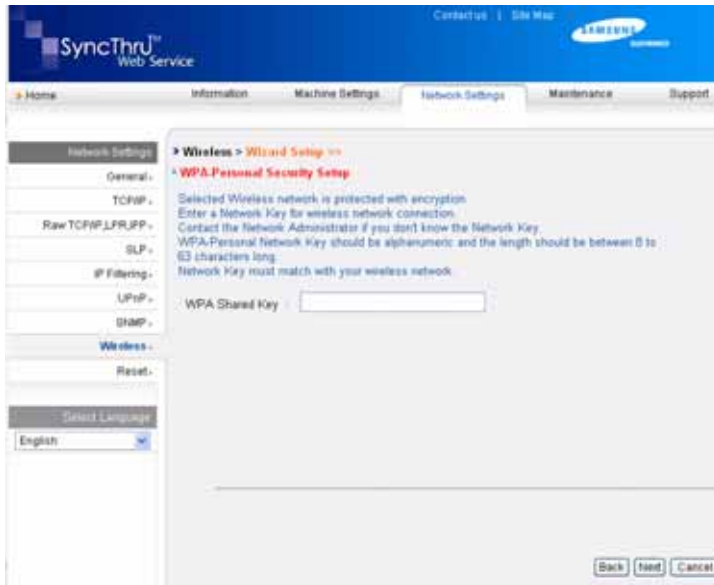 Contact us | Site Map
SyncThru™
Web Service
SAMSUNG
ELECTRONICS
Home
Information
Machine Settings
Network Settings
Maintenance
Support
Network Settings
General
TCP/IP
Raw TCP/IP,LPR,IPP
SLP
IP Filtering
UPnP
SNMP
Wireless
Reset
Select Language
English
Wireless > Wizard Setup >>
WPA-Personal Security Setup
Selected Wireless network is protected with encryption.
Enter a Network Key for wireless network connection.
Contact the Network Administrator if you don't know the Network Key.
WPA-Personal Network Key should be alphanumeric and the length should be between 8 to
63 characters long.
Network Key must match with your wireless network.
WPA Shared Key :
Back
Next
Cancel